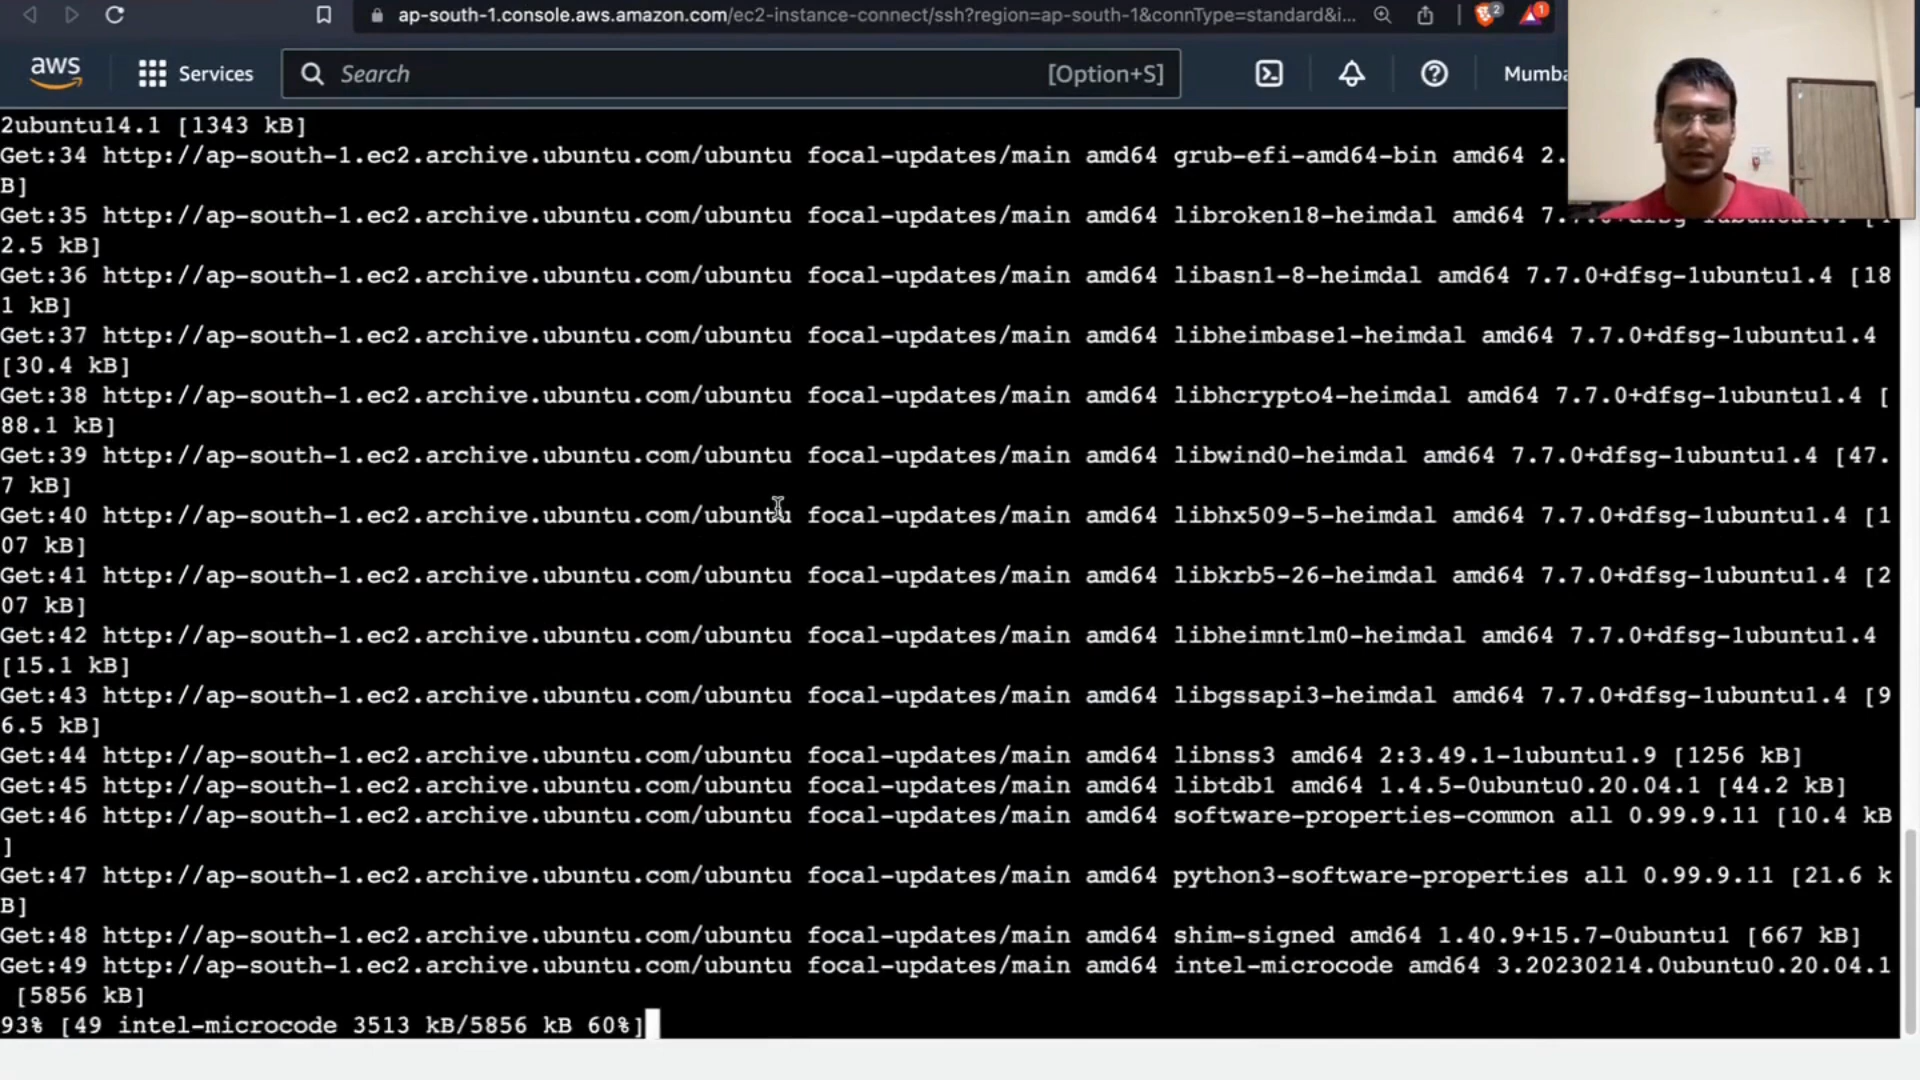 ap-south-1.console.aws.amazon.com/ec2-instance-connect/ssh?region=ap-south-1&connType=standard&i...
2
1
aws
Services
Search
[Option+S]
Mumba
2ubuntu14.1 [1343 kB]
Get:34 http://ap-south-1.ec2.archive.ubuntu.com/ubuntu focal-updates/main amd64 grub-efi-amd64-bin amd64 2.
B]
Get:35 http://ap-south-1.ec2.archive.ubuntu.com/ubuntu focal-updates/main amd64 libroken18-heimdal amd64
2.5 kB]
Get:36 http://ap-south-1.ec2.archive.ubuntu.com/ubuntu focal-updates/main amd64 libasn1-8-heimdal amd64 7.7.0+dfsg-1ubuntu1.4 [18
1 kB]
Get:37 http://ap-south-1.ec2.archive.ubuntu.com/ubuntu focal-updates/main amd64 libheimbase1-heimdal amd64 7.7.0+dfsg-1ubuntu1.4
[30.4 kB]
Get:38 http://ap-south-1.ec2.archive.ubuntu.com/ubuntu focal-updates/main amd64 libhcrypto4-heimdal amd64 7.7.0+dfsg-1ubuntu1.4 [
88.1 kB]
Get:39 http://ap-south-1.ec2.archive.ubuntu.com/ubuntu focal-updates/main amd64 libwind0-heimdal amd64 7.7.0+dfsg-1ubuntu1.4 [47.
7 kB]
Get:40 http://ap-south-1.ec2.archive.ubuntu.com/ubuntu focal-updates/main amd64 libhx509-5-heimdal amd64 7.7.0+dfsg-1ubuntu1.4 [1
07 kB]
Get:41 http://ap-south-1.ec2.archive.ubuntu.com/ubuntu focal-updates/main amd64 libkrb5-26-heimdal amd64 7.7.0+dfsg-1ubuntu1.4 [2
07 kB]
Get:42 http://ap-south-1.ec2.archive.ubuntu.com/ubuntu focal-updates/main amd64 libheimntlm0-heimdal amd64 7.7.0+dfsg-1ubuntu1.4
[15.1 kB]
Get:43 http://ap-south-1.ec2.archive.ubuntu.com/ubuntu focal-updates/main amd64 libgssapi3-heimdal amd64 7.7.0+dfsg-1ubuntu1.4 [9
6.5 kB]
Get:44 http://ap-south-1.ec2.archive.ubuntu.com/ubuntu focal-updates/main amd64 libnss3 amd64 2:3.49.1-1ubuntu1.9 [1256 kB]
Get:45 http://ap-south-1.ec2.archive.ubuntu.com/ubuntu focal-updates/main amd64 libtdb1 amd64 1.4.5-0ubuntu0.20.04.1 [44.2 kB]
Get:46 http://ap-south-1.ec2.archive.ubuntu.com/ubuntu focal-updates/main amd64 software-properties-common all 0.99.9.11 [10.4 kB
]
Get:47 http://ap-south-1.ec2.archive.ubuntu.com/ubuntu focal-updates/main amd64 python3-software-properties all 0.99.9.11 [21.6 k
B]
Get:48 http://ap-south-1.ec2.archive.ubuntu.com/ubuntu focal-updates/main amd64 shim-signed amd64 1.40.9+15.7-0ubuntu1 [667 kB]
Get:49 http://ap-south-1.ec2.archive.ubuntu.com/ubuntu focal-updates/main amd64 intel-microcode amd64 3.20230214.0ubuntu0.20.04.1
[5856 kB]
93% [49 intel-microcode 3513 kB/5856 kB 60%]